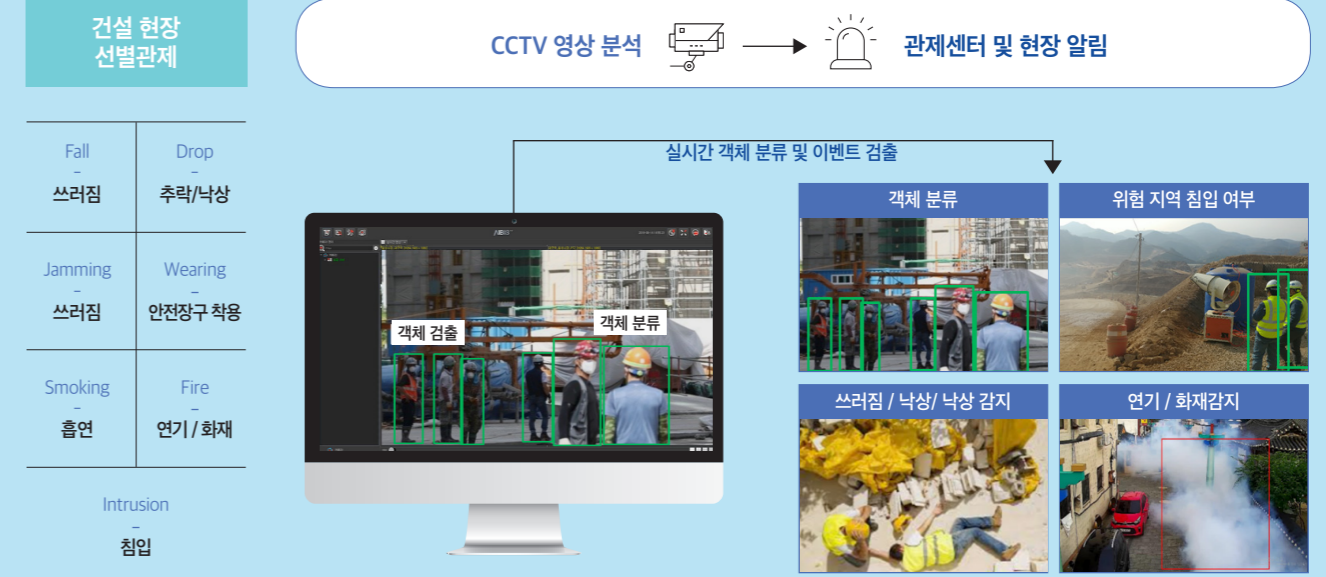 건설 현장
선별관제
CCTV 영상 분석
관제센터 및 현장 알림
Fall
-
쓰러짐
Drop
-
추락/낙상
Jamming
-
쓰러짐
Wearing
-
안전장구 착용
Smoking
-
흡연
Fire
-
연기 / 화재
Intrusion
-
침입
실시간 객체 분류 및 이벤트 검출
객체 검출
객체 분류
객체 분류
위험 지역 침입 여부
쓰러짐 / 낙상/ 낙상 감지
연기 / 화재감지